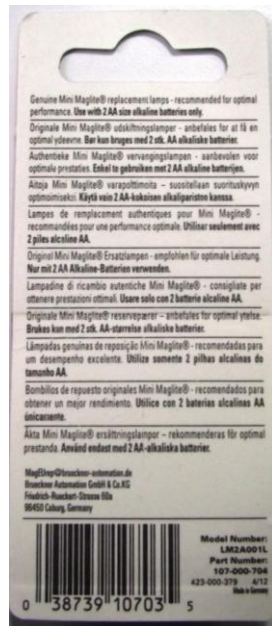 Genuine Mini Maglite® replacement lamps - recommended for optimal
performance. Use with 2 AA size alkaline batteries only.
Originale Mini Maglite® udskiftningslamper - anbefales for at få en
optimal ydeevne. Bør kun bruges med 2 stk. AA alkaliske batterier.
Authentieke Mini Maglite® vervangingslampen - aanbevolen voor
optimale prestaties. Enkel te gebruiken met 2 AA alkaline batterijen.
Aitoja Mini Maglite® varapolttimoita – suositellaan suorituskyvyn
optimoimiseksi. Käytä vain 2 AA-kokoisen alkalipariston kanssa.
Lampes de remplacement authentiques pour Mini Maglite® -
recommandées pour une performance optimale. Utiliser seulement avec
2 piles alcaline AA.
Original Mini Maglite® Ersatzlampen - empfohlen für optimale Leistung.
Nur mit 2 AA Alkaline-Batterien verwenden.
Lampadine di ricambio autentiche Mini Maglite® - consigliate per
ottenere prestazioni ottimali. Usare solo con 2 batterie alcaline AA.
Originale Mini Maglite® reservepærer – anbefales for optimal ytelse.
Brukes kun med 2 stk. AA-størrelse alkaliske batterier.
Lâmpadas genuínas de reposição Mini Maglite® - recomendadas para
um desempenho excelente. Utilize somente 2 pilhas alcalinas do
tamanho AA.
Bombillos de repuesto originales Mini Maglite® - recomendados para
obtener un mejor rendimiento. Utilice con 2 baterias alcalinas AA
únicamente.
Äkta Mini Maglite® ersättningslampor - rekommenderas för optimal
prestanda. Använd endast med 2 AA-alkaliska batterier.
MagEUrep@brueckner-automation.de
Brueckner Automation GmbH & Co.KG
Friedrich-Rueckert-Strasse 60a
96450 Coburg, Germany
Model Number:
LM2A001L
Part Number:
107-000-704
423-000-379 4/12
Made in Germany
0 38739 10703 5